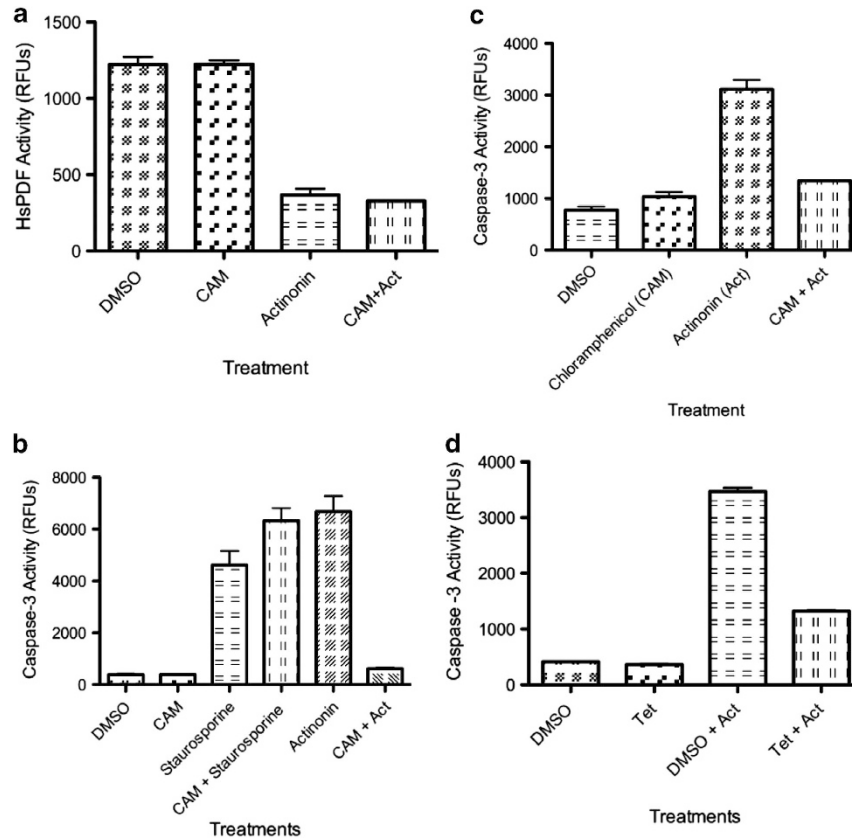 a
HsPDF Activity (RFUs)
1500
1000
500
0
DMSO
CAM
Actinonin
CAM+Act
Treatment
c
Caspase-3 Activity (RFUs)
4000
3000
2000
1000
0
DMSO
Chloramphenicol (CAM)
Actinonin (Act)
CAM + Act
Treatment
b
Caspase-3 Activity (RFUs)
8000
6000
4000
2000
0
DMSO
CAM
Staurosporine
CAM + Staurosporine
Actinonin
CAM + Act
Treatments
d
Caspase -3 Activity (RFUs)
4000
3000
2000
1000
0
DMSO
Tet
DMSO + Act
Tet + Act
Treatments